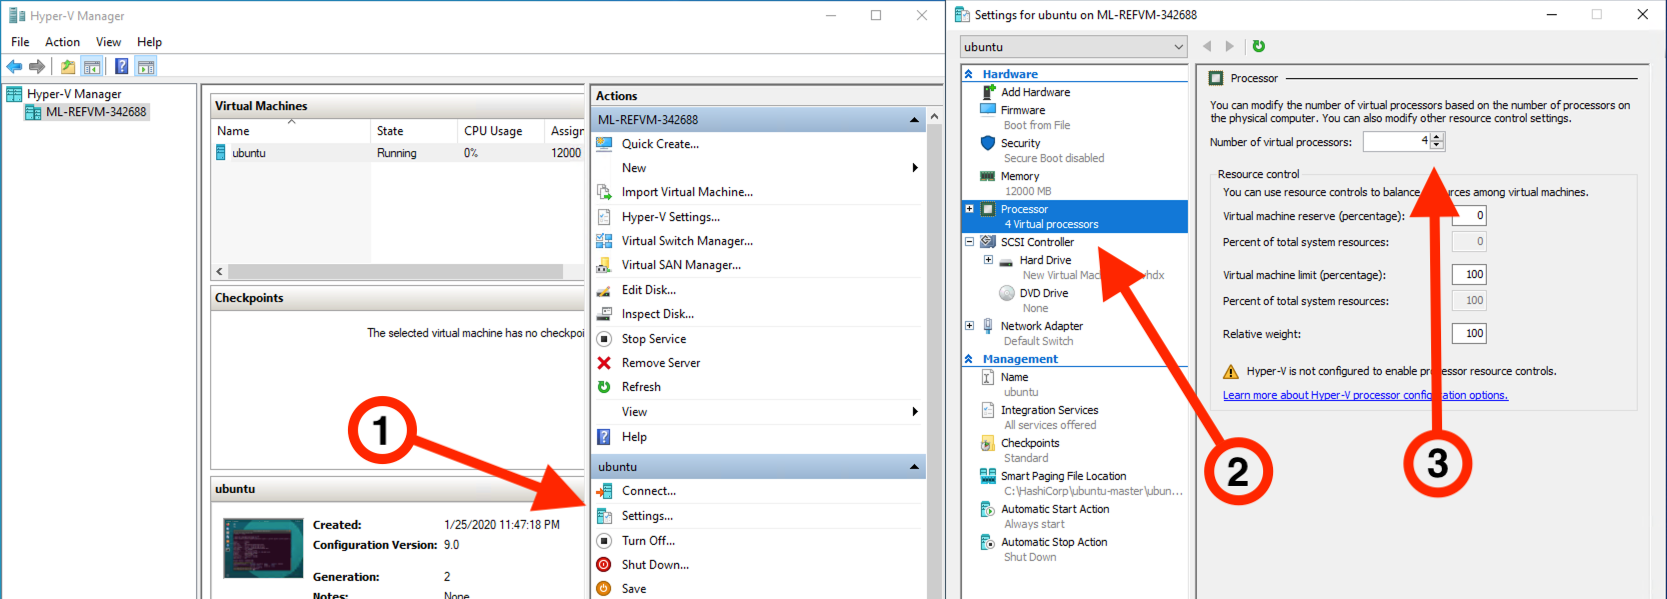 Hyper-V Manager
File Action View Help
Hyper-V Manager
ML-REFVM-342688
Virtual Machines
Name State CPU Usage Assign
ubuntu Running 0% 12000
Checkpoints
The selected virtual machine has no checkpoi
ubuntu
Created: 1/25/2020 11:47:18 PM
Configuration Version: 9.0
Generation: 2
Notes: None
Actions
ML-REFVM-342688
Quick Create...
New
Import Virtual Machine...
Hyper-V Settings...
Virtual Switch Manager...
Virtual SAN Manager...
Edit Disk...
Inspect Disk...
Stop Service
Remove Server
Refresh
View
Help
ubuntu
Connect...
Settings...
Turn Off...
Shut Down...
Save
1
Settings for ubuntu on ML-REFVM-342688
ubuntu
Hardware
Add Hardware
Firmware
Boot from File
Security
Secure Boot disabled
Memory
12000 MB
Processor
4 Virtual processors
SCSI Controller
Hard Drive
New Virtual Mac hdx
DVD Drive
None
Network Adapter
Default Switch
Management
Name
ubuntu
Integration Services
All services offered
Checkpoints
Standard
Smart Paging File Location
C:\HashiCorp\ubuntu-master\ubun...
Automatic Start Action
Always start
Automatic Stop Action
Shut Down
2
Processor
You can modify the number of virtual processors based on the number of processors on
the physical computer. You can also modify other resource control settings.
Number of virtual processors: 4
Resource control
You can use resource controls to balance urces among virtual machines.
Virtual machine reserve (percentage): 0
Percent of total system resources: 0
Virtual machine limit (percentage): 100
Percent of total system resources: 100
Relative weight: 100
Hyper-V is not configured to enable processor resource controls.
Learn more about Hyper-V processor configuration options.
3